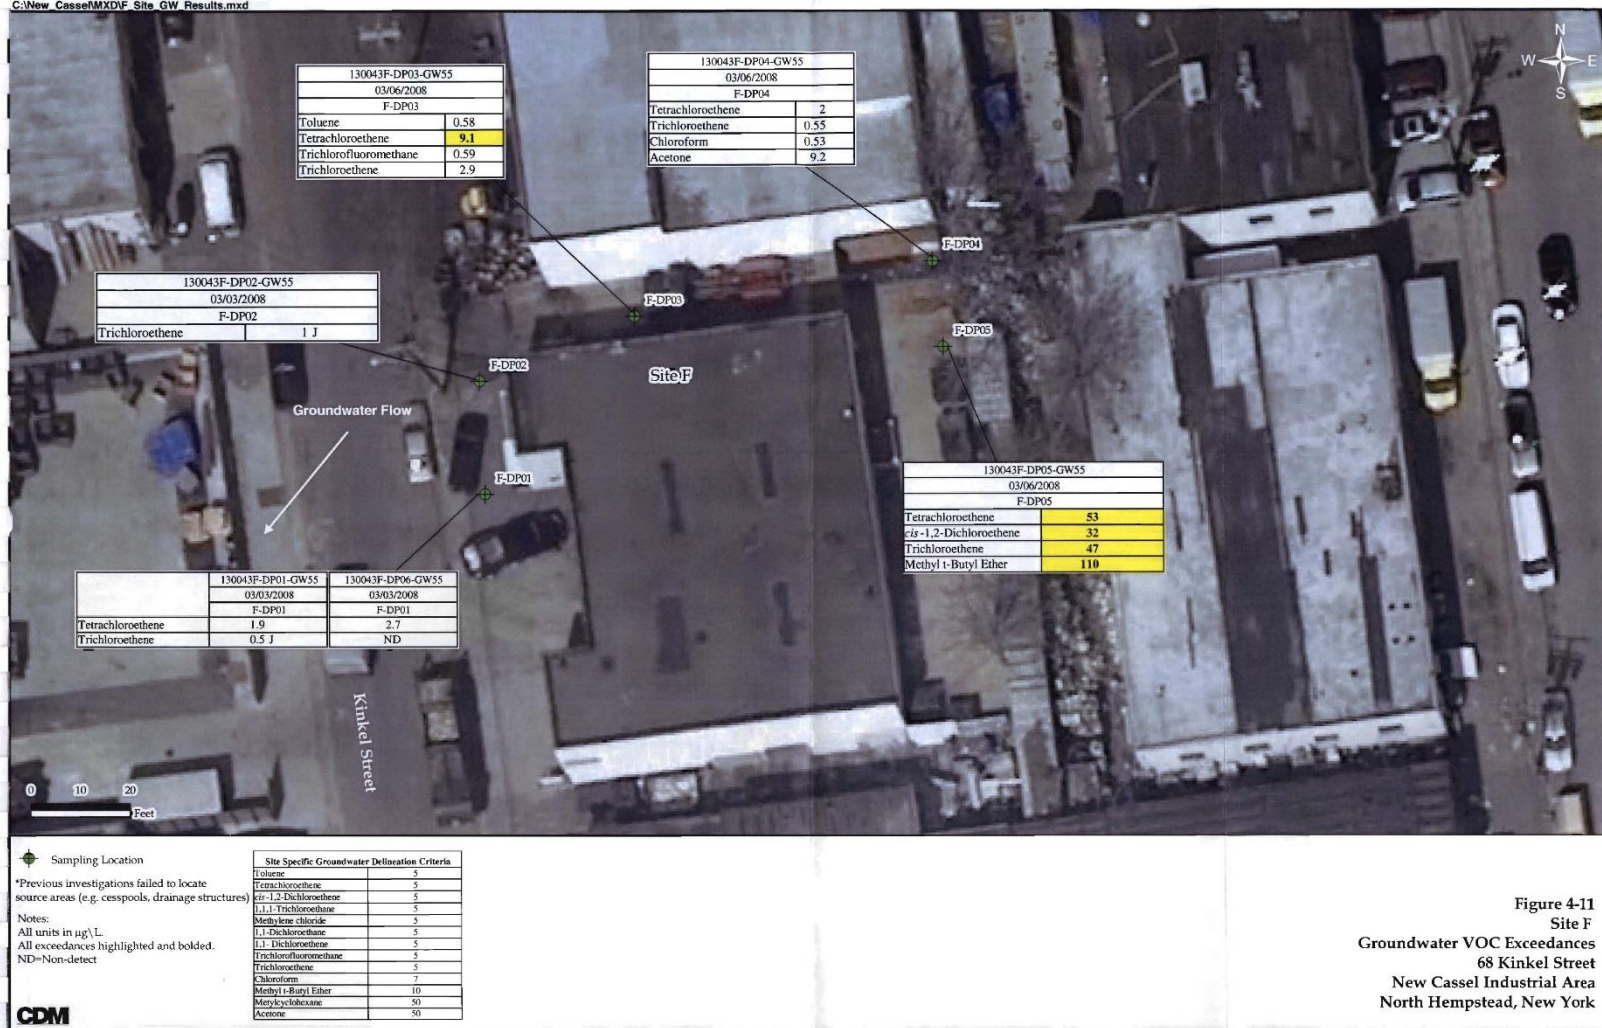 C:\New_Cassel\MXD\F_Site_GW_Results.mxd
N
W E
S
130043F-DP03-GW55
03/06/2008
F-DP03
Toluene 0.58
Tetrachloroethene 9.1
Trichlorofluoromethane 0.59
Trichloroethene 2.9
130043F-DP04-GW55
03/06/2008
F-DP04
Tetrachloroethene 2
Trichloroethene 0.55
Chloroform 0.53
Acetone 9.2
F-DP04
130043F-DP02-GW55
03/03/2008
F-DP02
Trichloroethene 1 J
F-DP03
F-DP05
F-DP02
Site F
Groundwater Flow
F-DP01
130043F-DP05-GW55
03/06/2008
F-DP05
Tetrachloroethene 53
cis-1,2-Dichloroethene 32
Trichloroethene 47
Methyl t-Butyl Ether 110
130043F-DP01-GW55 130043F-DP06-GW55
03/03/2008 03/03/2008
F-DP01 F-DP01
Tetrachloroethene 1.9 2.7
Trichloroethene 0.5 J ND
Kinkel Street
0 10 20
Feet
Sampling Location
*Previous investigations failed to locate
source areas (e.g. cesspools, drainage structures)
Notes:
All units in µg\L.
All exceedances highlighted and bolded.
ND=Non-detect
CDM
Site Specific Groundwater Delineation Criteria
Toluene 5
Tetrachloroethene 5
cis-1,2-Dichloroethene 5
1,1,1-Trichloroethane 5
Methylene chloride 5
1,1-Dichloroethane 5
1,1- Dichloroethene 5
Trichlorofluoromethane 5
Trichloroethene 5
Chloroform 7
Methyl t-Butyl Ether 10
Metylcyclohexane 50
Acetone 50
Figure 4-11
Site F
Groundwater VOC Exceedances
68 Kinkel Street
New Cassel Industrial Area
North Hempstead, New York